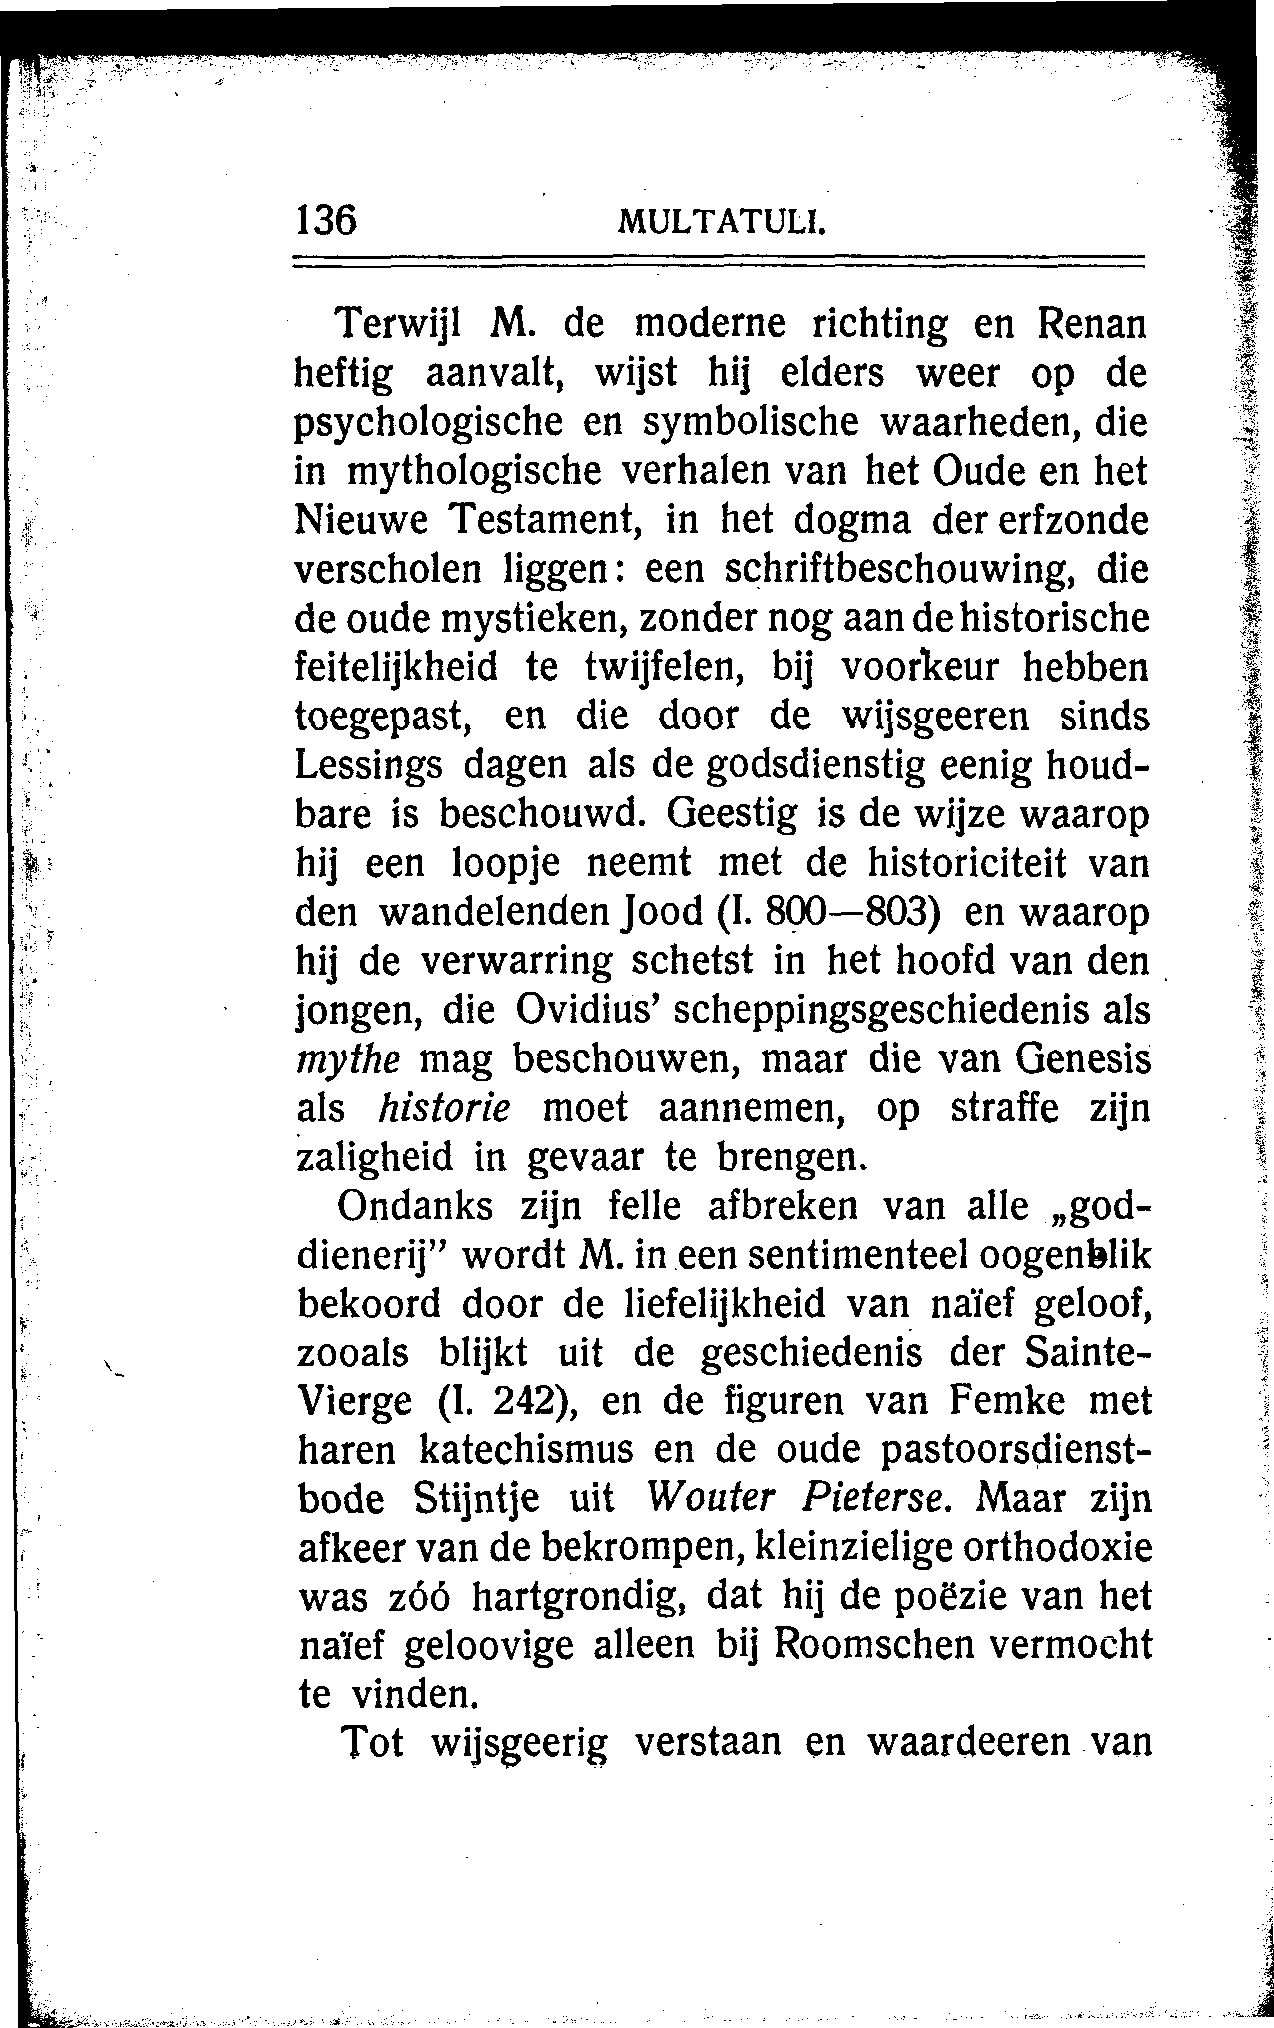 136 MULTATULI.
Terwijl M. de moderne richting en Renan
heftig aanvalt, wijst hij elders weer op de
psychologische en symbolische waarheden, die
in mythologische verhalen van het Oude en het
Nieuwe Testament, in het dogma der erfzonde
verscholen liggen: een schriftbeschouwing, die
de oude mystieken, zonder nog aan de historische
feitelijkheid te twijfelen, bij voorkeur hebben
toegepast, en die door de wijsgeeren sinds
Lessings dagen als de godsdienstig eenig houd-
bare is beschouwd. Geestig is de wijze waarop
hij een loopje neemt met de historiciteit van
den wandelenden Jood (I. 800—803) en waarop
hij de verwarring schetst in het hoofd van den
jongen, die Ovidius' scheppingsgeschiedenis als
mythe mag beschouwen, maar die van Genesis
als historie moet aannemen, op straffe zijn
zaligheid in gevaar te brengen.
Ondanks zijn felle afbreken van alle „god-
dienerij” wordt M. in een sentimenteel oogenblik
bekoord door de liefelijkheid van naïef geloof,
zooals blijkt uit de geschiedenis der Sainte-
Vierge (I. 242), en de figuren van Femke met
haren katechismus en de oude pastoorsdienst-
bode Stijntje uit Wouter Pieterse. Maar zijn
afkeer van de bekrompen, kleinzielige orthodoxie
was zóó hartgrondig, dat hij de poëzie van het
naïef geloovige alleen bij Roomschen vermocht
te vinden.
Tot wijsgeerig verstaan en waardeeren van